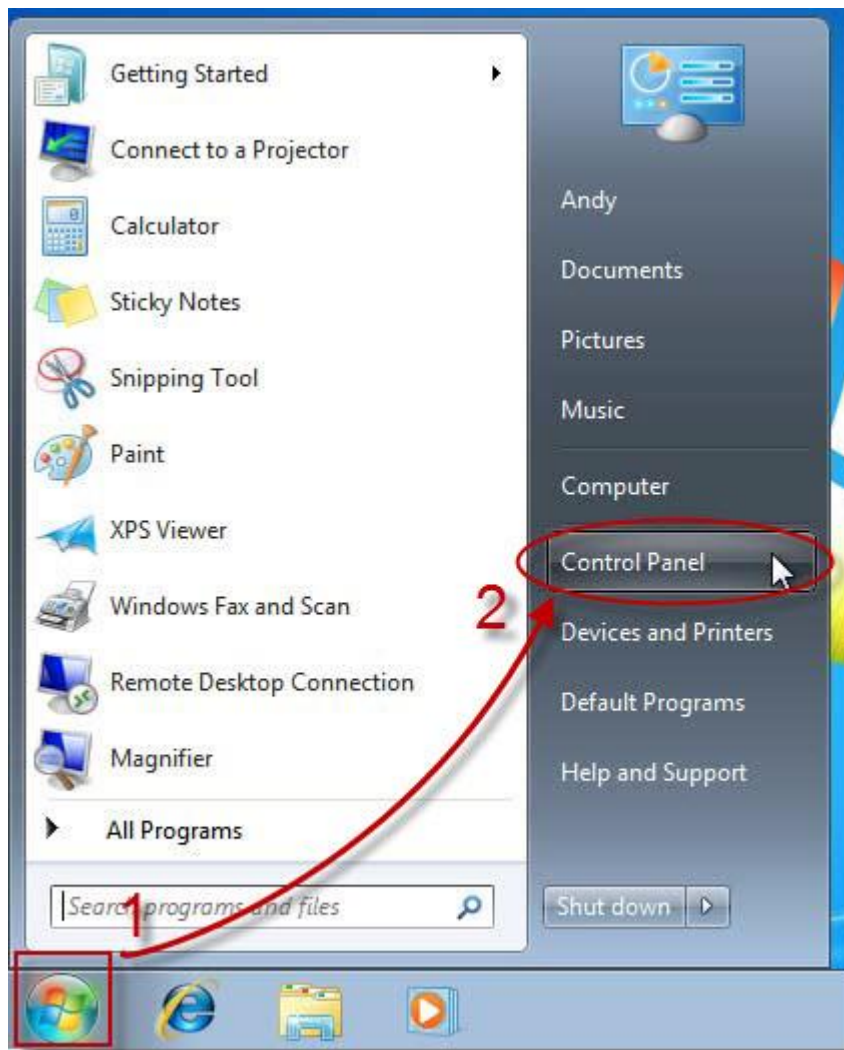 Getting Started
Connect to a Projector
Calculator
Sticky Notes
Snipping Tool
Paint
XPS Viewer
Windows Fax and Scan
Remote Desktop Connection
Magnifier
All Programs
Search programs and files
1
Andy
Documents
Pictures
Music
Computer
Control Panel
2
Devices and Printers
Default Programs
Help and Support
Shut down